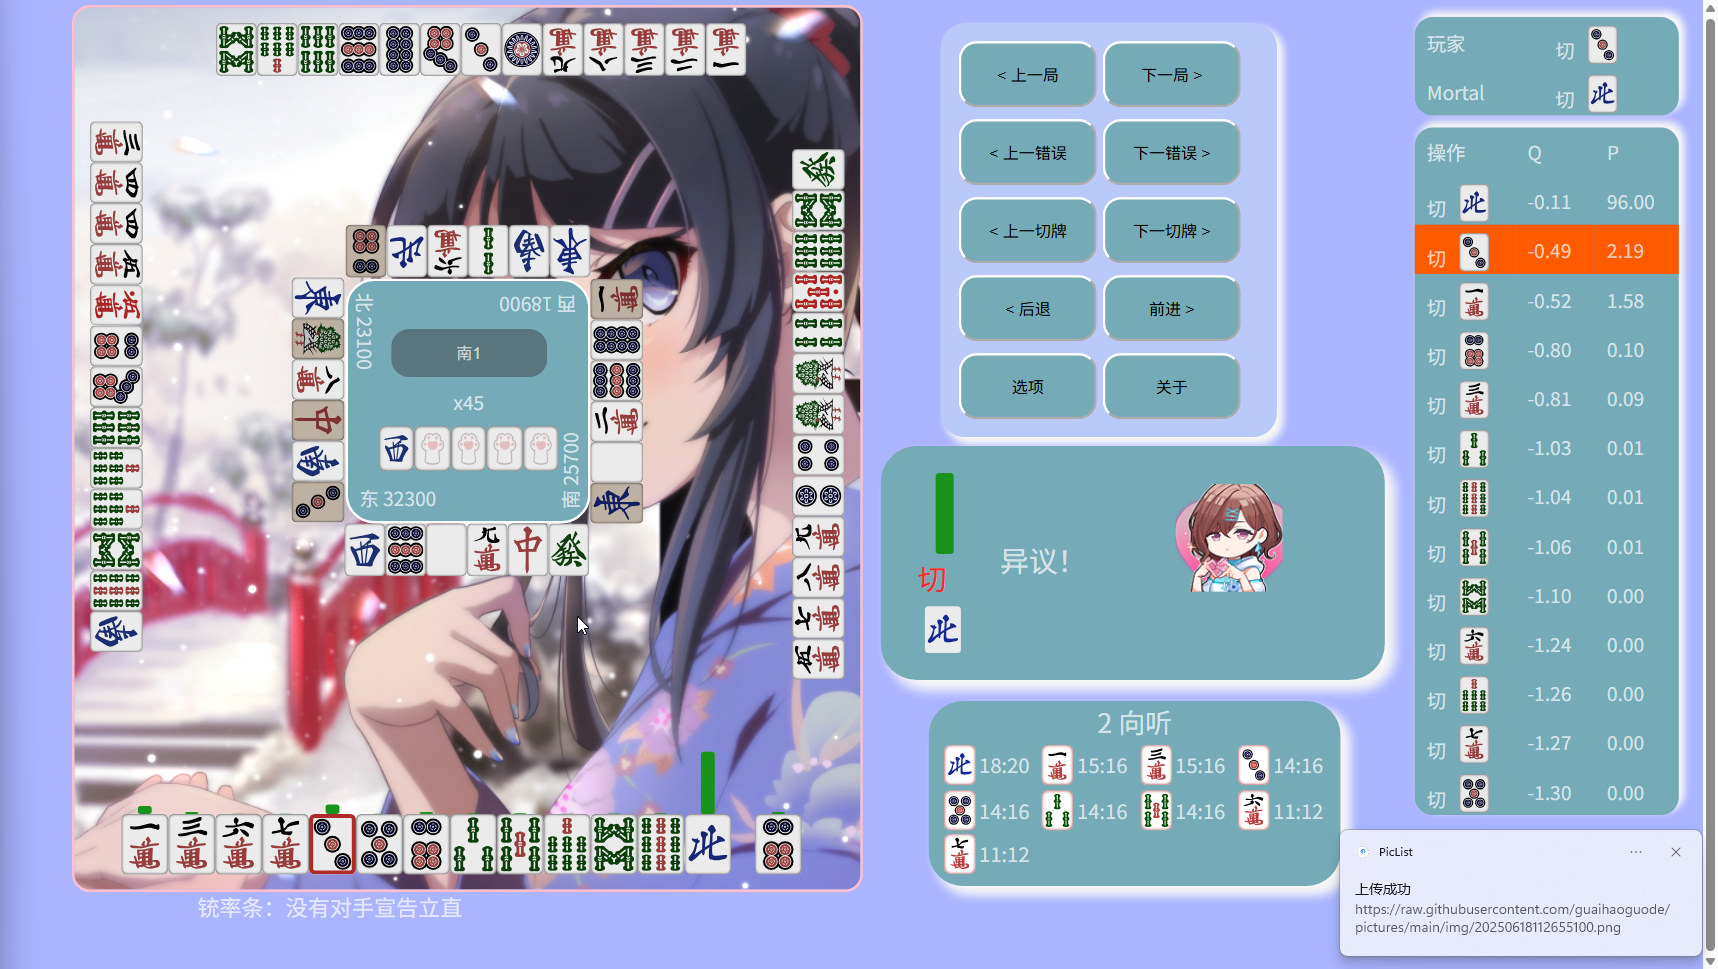 北 23100
西 18900
南1
x45
东 32300
南 25700
铳率条：没有对手宣告立直
< 上一局
下一局 >
< 上一错误
下一错误 >
< 上一切牌
下一切牌 >
< 后退
前进 >
选项
关于
切
异议！
2 向听
18:20 15:16 15:16 14:16
14:16 14:16 14:16 11:12
11:12
玩家 切
Mortal 切
操作 Q P
切 -0.11 96.00
切 -0.49 2.19
切 -0.52 1.58
切 -0.80 0.10
切 -0.81 0.09
切 -1.03 0.01
切 -1.04 0.01
切 -1.06 0.01
切 -1.10 0.00
切 -1.24 0.00
切 -1.26 0.00
切 -1.27 0.00
切 -1.30 0.00
PicList
上传成功
https://raw.githubusercontent.com/guaihaoguode/
pictures/main/img/20250618112655100.png